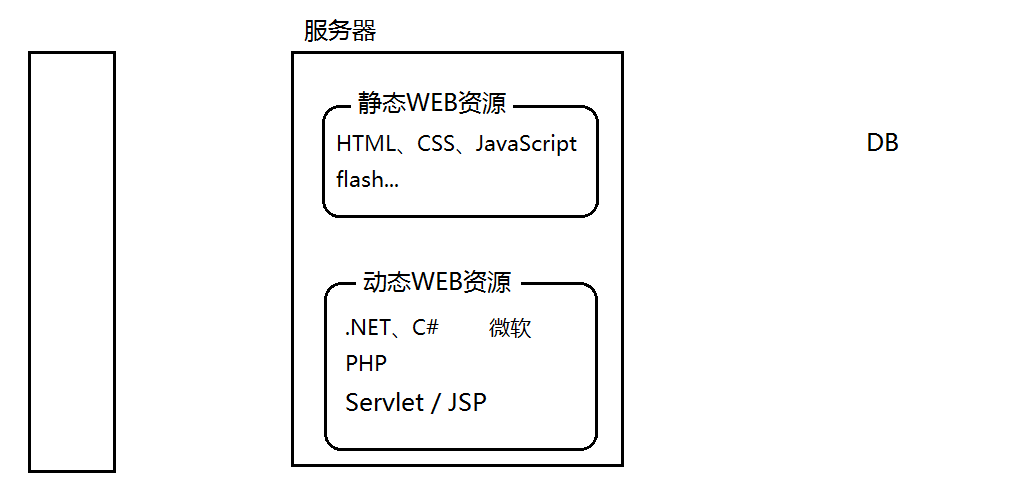 服务器
静态WEB资源
HTML、CSS、JavaScript
flash...
DB
动态WEB资源
.NET、C# 微软
PHP
Servlet / JSP